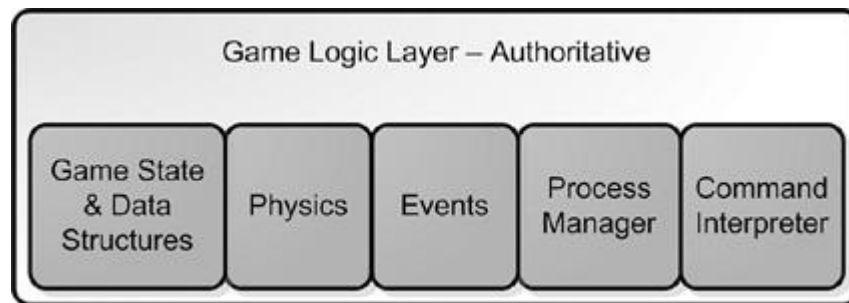 Game Logic Layer – Authoritative
Game State
& Data
Structures
Physics
Events
Process
Manager
Command
Interpreter